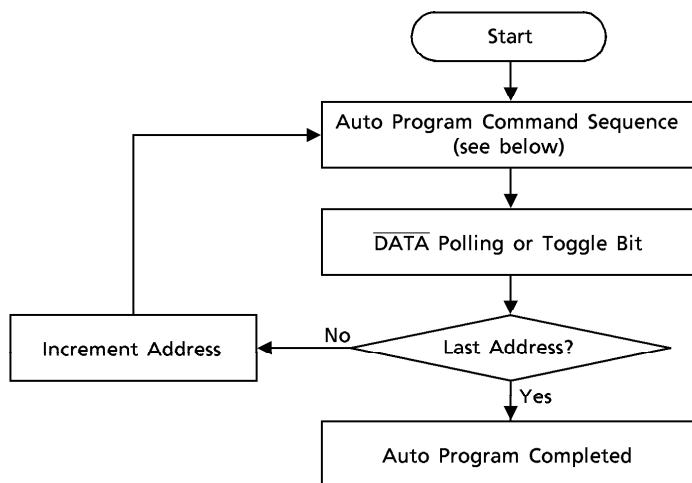 Start
Auto Program Command Sequence
(see below)
D̅A̅T̅A̅ Polling or Toggle Bit
Increment Address
No
Last Address?
Yes
Auto Program Completed